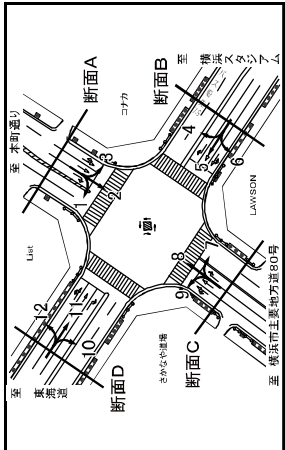 至 本町通り
断面A
コナカ
断面B
至 横浜スタジアム
List
1
2
3
4
5
6
LAWSON
12
11
10
8
7
9
至 東海道
断面D
さかなや道場
断面C
至 横浜市主要地方道80号